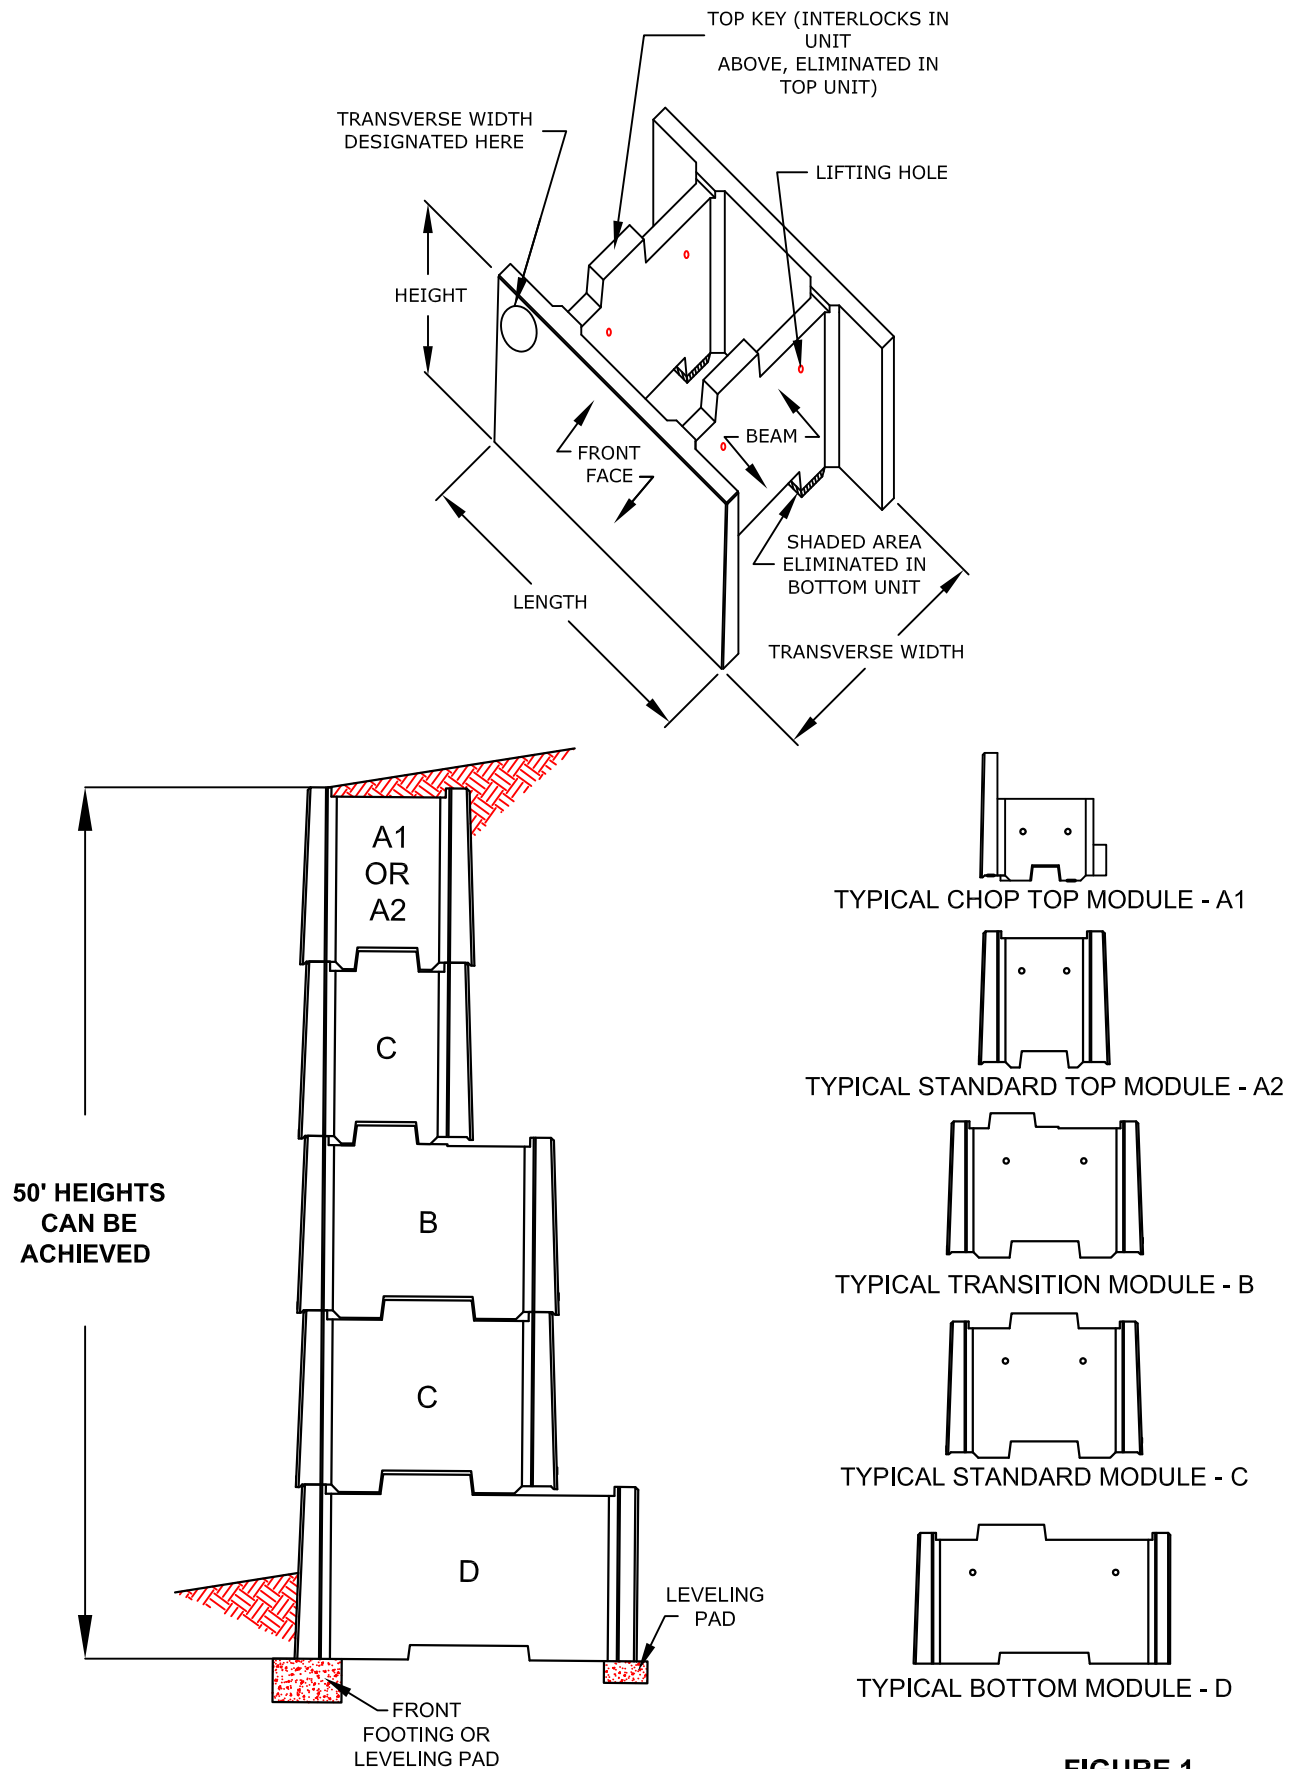 TOP KEY (INTERLOCKS IN
UNIT
ABOVE, ELIMINATED IN
TOP UNIT)
TRANSVERSE WIDTH
DESIGNATED HERE
LIFTING HOLE
HEIGHT
BEAM
FRONT
FACE
SHADED AREA
ELIMINATED IN
BOTTOM UNIT
LENGTH
TRANSVERSE WIDTH
A1
OR
A2
C
B
C
D
50' HEIGHTS
CAN BE
ACHIEVED
LEVELING
PAD
FRONT
FOOTING OR
LEVELING PAD
TYPICAL CHOP TOP MODULE - A1
TYPICAL STANDARD TOP MODULE - A2
TYPICAL TRANSITION MODULE - B
TYPICAL STANDARD MODULE - C
TYPICAL BOTTOM MODULE - D
FIGURE 1